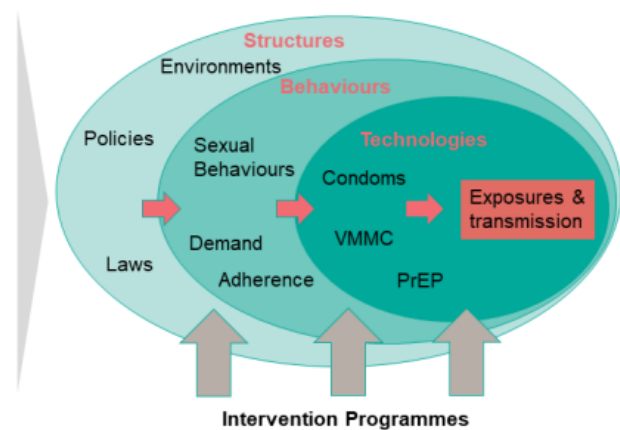 Structures
Environments
Behaviours
Policies
Sexual
Behaviours
Technologies
Condoms
Exposures &
transmission
VMMC
Demand
Laws
Adherence
PrEP
Intervention Programmes